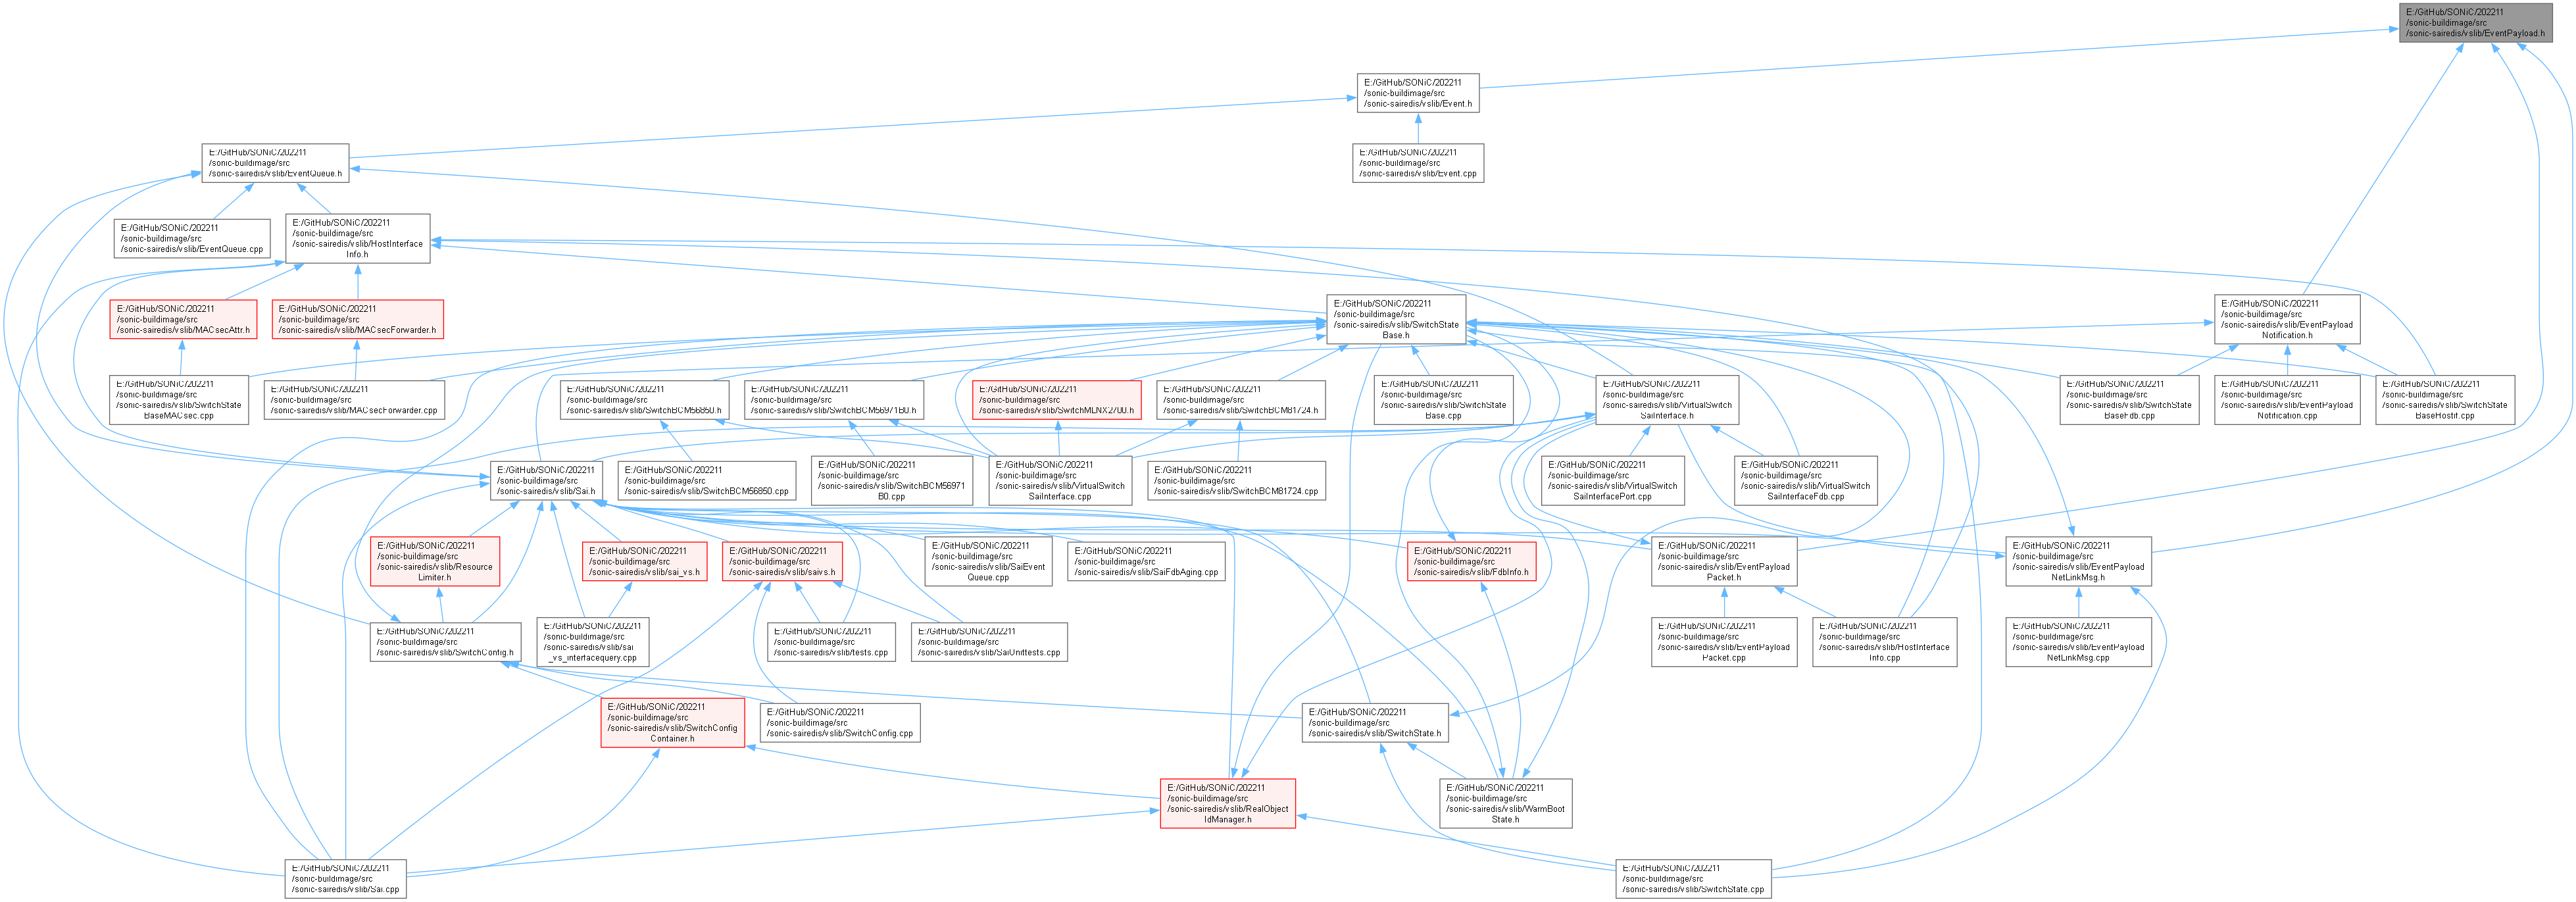 E:/GitHub/SONiC/202211
/sonic-buildimage/src
/sonic-sairedis/vslib/EventPayload.h
E:/GitHub/SONiC/202211
/sonic-buildimage/src
/sonic-sairedis/vslib/Event.h
E:/GitHub/SONiC/202211
/sonic-buildimage/src
/sonic-sairedis/vslib/EventQueue.h
E:/GitHub/SONiC/202211
/sonic-buildimage/src
/sonic-sairedis/vslib/Event.cpp
E:/GitHub/SONiC/202211
/sonic-buildimage/src
/sonic-sairedis/vslib/EventQueue.cpp
E:/GitHub/SONiC/202211
/sonic-buildimage/src
/sonic-sairedis/vslib/HostInterface
Info.h
E:/GitHub/SONiC/202211
/sonic-buildimage/src
/sonic-sairedis/vslib/MACsecAttr.h
E:/GitHub/SONiC/202211
/sonic-buildimage/src
/sonic-sairedis/vslib/MACsecForwarder.h
E:/GitHub/SONiC/202211
/sonic-buildimage/src
/sonic-sairedis/vslib/SwitchState
Base.h
E:/GitHub/SONiC/202211
/sonic-buildimage/src
/sonic-sairedis/vslib/EventPayload
Notification.h
E:/GitHub/SONiC/202211
/sonic-buildimage/src
/sonic-sairedis/vslib/SwitchState
BaseMACsec.cpp
E:/GitHub/SONiC/202211
/sonic-buildimage/src
/sonic-sairedis/vslib/MACsecForwarder.cpp
E:/GitHub/SONiC/202211
/sonic-buildimage/src
/sonic-sairedis/vslib/SwitchBCM56850.h
E:/GitHub/SONiC/202211
/sonic-buildimage/src
/sonic-sairedis/vslib/SwitchBCM56971B0.h
E:/GitHub/SONiC/202211
/sonic-buildimage/src
/sonic-sairedis/vslib/SwitchMLNX2700.h
E:/GitHub/SONiC/202211
/sonic-buildimage/src
/sonic-sairedis/vslib/SwitchBCM81724.h
E:/GitHub/SONiC/202211
/sonic-buildimage/src
/sonic-sairedis/vslib/SwitchState
Base.cpp
E:/GitHub/SONiC/202211
/sonic-buildimage/src
/sonic-sairedis/vslib/VirtualSwitch
SaiInterface.h
E:/GitHub/SONiC/202211
/sonic-buildimage/src
/sonic-sairedis/vslib/SwitchState
BaseFdb.cpp
E:/GitHub/SONiC/202211
/sonic-buildimage/src
/sonic-sairedis/vslib/EventPayload
Notification.cpp
E:/GitHub/SONiC/202211
/sonic-buildimage/src
/sonic-sairedis/vslib/SwitchState
BaseHostif.cpp
E:/GitHub/SONiC/202211
/sonic-buildimage/src
/sonic-sairedis/vslib/Sai.h
E:/GitHub/SONiC/202211
/sonic-buildimage/src
/sonic-sairedis/vslib/SwitchBCM56850.cpp
E:/GitHub/SONiC/202211
/sonic-buildimage/src
/sonic-sairedis/vslib/SwitchBCM56971
B0.cpp
E:/GitHub/SONiC/202211
/sonic-buildimage/src
/sonic-sairedis/vslib/VirtualSwitch
SaiInterface.cpp
E:/GitHub/SONiC/202211
/sonic-buildimage/src
/sonic-sairedis/vslib/SwitchBCM81724.cpp
E:/GitHub/SONiC/202211
/sonic-buildimage/src
/sonic-sairedis/vslib/VirtualSwitch
SaiInterfacePort.cpp
E:/GitHub/SONiC/202211
/sonic-buildimage/src
/sonic-sairedis/vslib/VirtualSwitch
SaiInterfaceFdb.cpp
E:/GitHub/SONiC/202211
/sonic-buildimage/src
/sonic-sairedis/vslib/Resource
Limiter.h
E:/GitHub/SONiC/202211
/sonic-buildimage/src
/sonic-sairedis/vslib/sai_vs.h
E:/GitHub/SONiC/202211
/sonic-buildimage/src
/sonic-sairedis/vslib/saivs.h
E:/GitHub/SONiC/202211
/sonic-buildimage/src
/sonic-sairedis/vslib/SaiEvent
Queue.cpp
E:/GitHub/SONiC/202211
/sonic-buildimage/src
/sonic-sairedis/vslib/SaiFdbAging.cpp
E:/GitHub/SONiC/202211
/sonic-buildimage/src
/sonic-sairedis/vslib/FdbInfo.h
E:/GitHub/SONiC/202211
/sonic-buildimage/src
/sonic-sairedis/vslib/EventPayload
Packet.h
E:/GitHub/SONiC/202211
/sonic-buildimage/src
/sonic-sairedis/vslib/EventPayload
NetLinkMsg.h
E:/GitHub/SONiC/202211
/sonic-buildimage/src
/sonic-sairedis/vslib/SwitchConfig.h
E:/GitHub/SONiC/202211
/sonic-buildimage/src
/sonic-sairedis/vslib/sai
_vs_interfacequery.cpp
E:/GitHub/SONiC/202211
/sonic-buildimage/src
/sonic-sairedis/vslib/tests.cpp
E:/GitHub/SONiC/202211
/sonic-buildimage/src
/sonic-sairedis/vslib/SaiUnittests.cpp
E:/GitHub/SONiC/202211
/sonic-buildimage/src
/sonic-sairedis/vslib/EventPayload
Packet.cpp
E:/GitHub/SONiC/202211
/sonic-buildimage/src
/sonic-sairedis/vslib/HostInterface
Info.cpp
E:/GitHub/SONiC/202211
/sonic-buildimage/src
/sonic-sairedis/vslib/EventPayload
NetLinkMsg.cpp
E:/GitHub/SONiC/202211
/sonic-buildimage/src
/sonic-sairedis/vslib/SwitchConfig
Container.h
E:/GitHub/SONiC/202211
/sonic-buildimage/src
/sonic-sairedis/vslib/SwitchConfig.cpp
E:/GitHub/SONiC/202211
/sonic-buildimage/src
/sonic-sairedis/vslib/SwitchState.h
E:/GitHub/SONiC/202211
/sonic-buildimage/src
/sonic-sairedis/vslib/RealObject
IdManager.h
E:/GitHub/SONiC/202211
/sonic-buildimage/src
/sonic-sairedis/vslib/WarmBoot
State.h
E:/GitHub/SONiC/202211
/sonic-buildimage/src
/sonic-sairedis/vslib/Sai.cpp
E:/GitHub/SONiC/202211
/sonic-buildimage/src
/sonic-sairedis/vslib/SwitchState.cpp